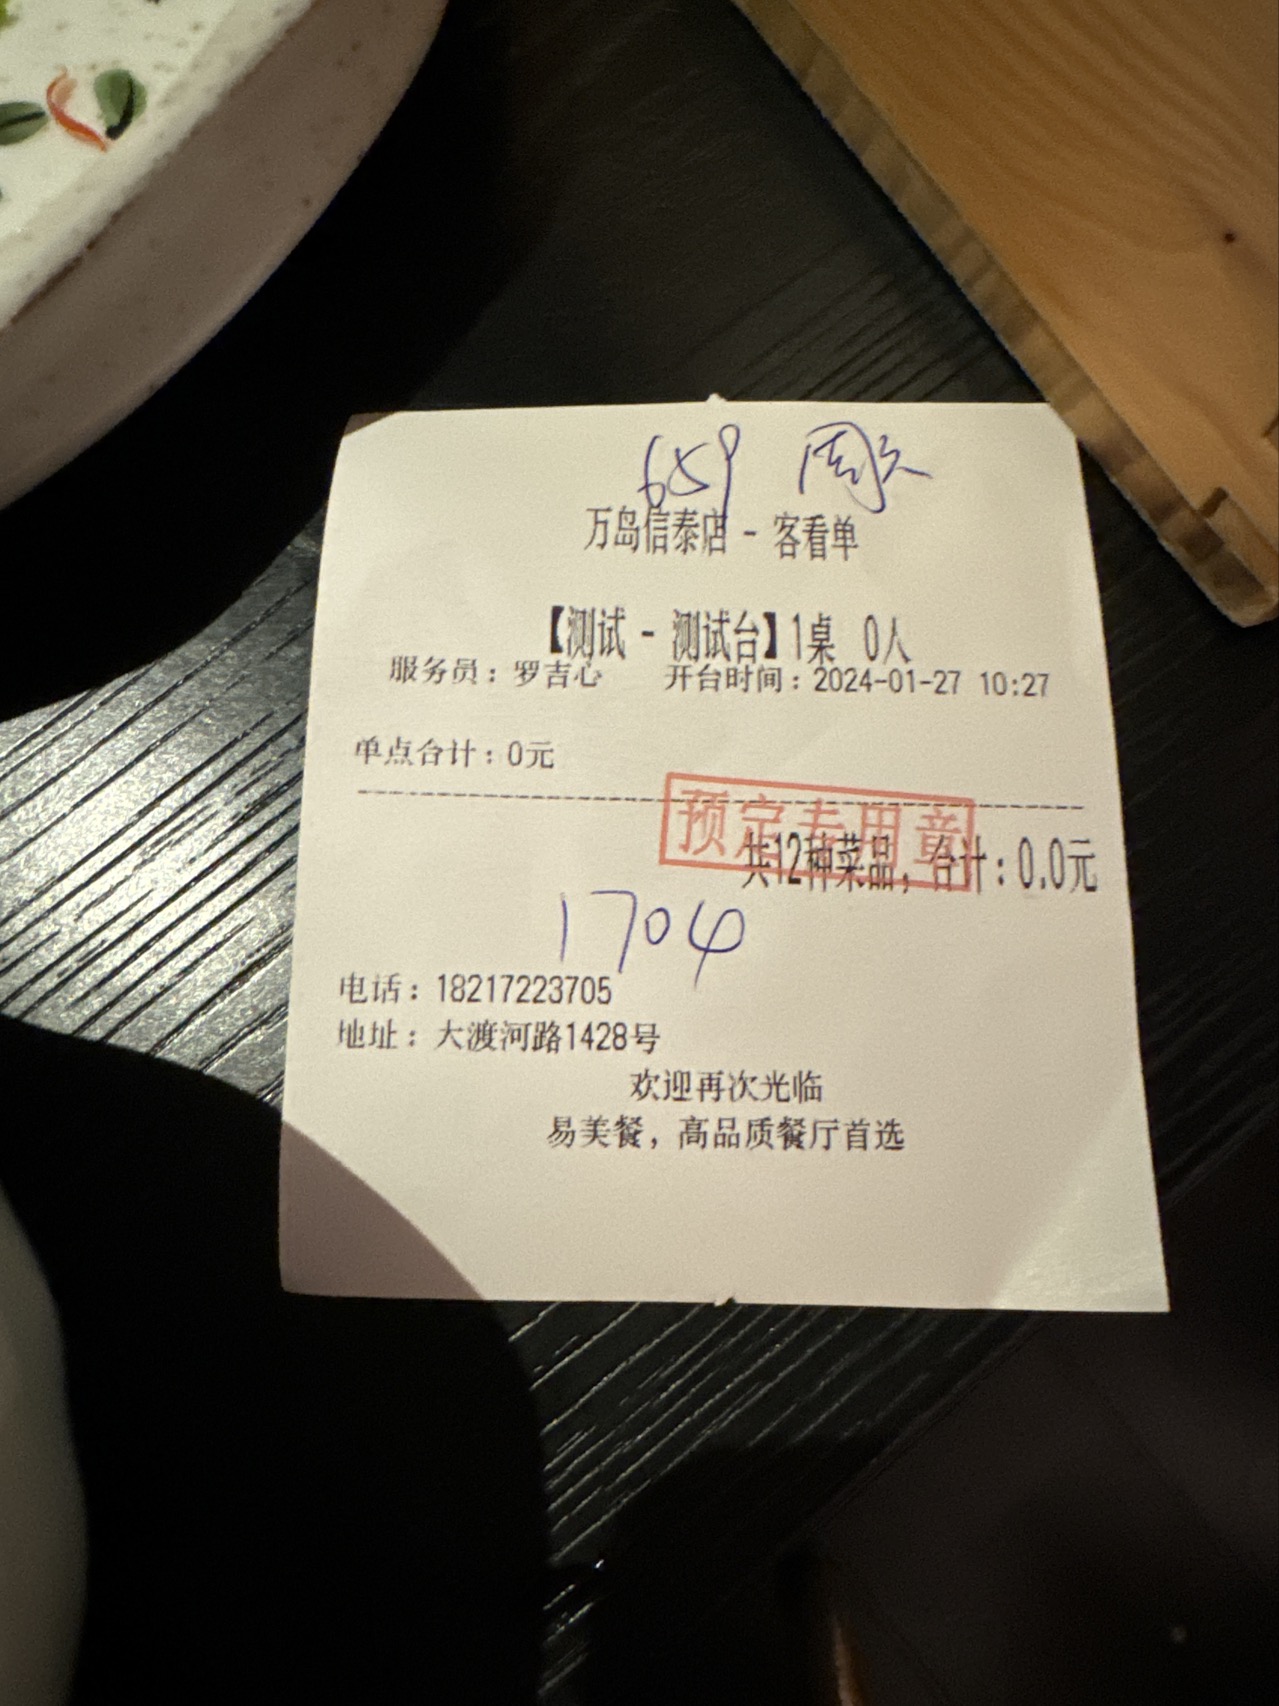 659 周
万岛信泰店 - 客看单
【测试 - 测试台】1桌 0人
服务员：罗吉心 开台时间：2024-01-27 10:27
单点合计：0元
预定专用章
共12种菜品，合计：0.0元
1704
电话：18217223705
地址：大渡河路1428号
欢迎再次光临
易美餐，高品质餐厅首选